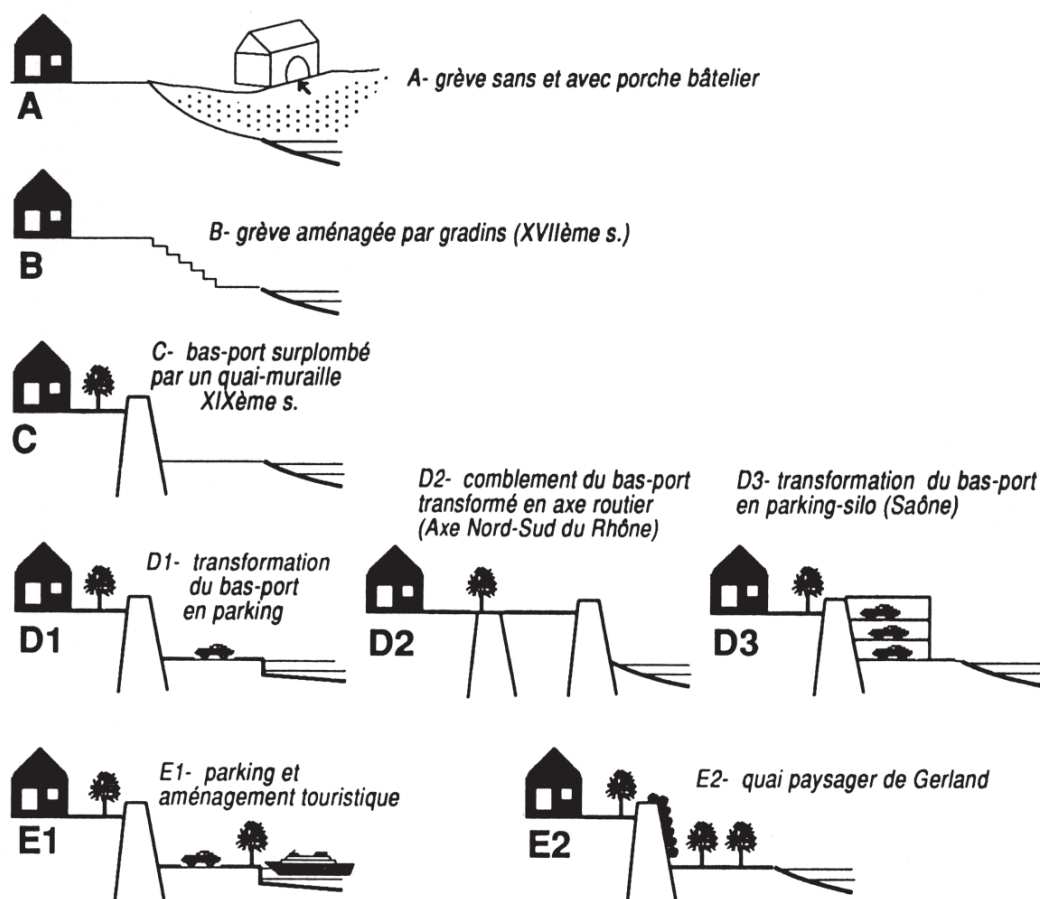 A- grève sans et avec porche bâtelier
A
B- grève aménagée par gradins (XVIIème s.)
B
C- bas-port surplombé
par un quai-muraille
XIXème s.
C
D1- transformation
du bas-port
en parking
D1
D2- comblement du bas-port
transformé en axe routier
(Axe Nord-Sud du Rhône)
D2
D3- transformation du bas-port
en parking-silo (Saône)
D3
E1- parking et
aménagement touristique
E1
E2- quai paysager de Gerland
E2